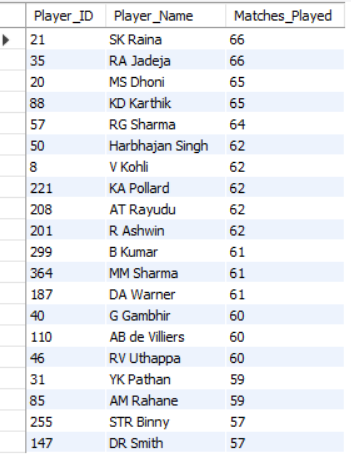 Player_ID Player_Name Matches_Played
21 SK Raina 66
35 RA Jadeja 66
20 MS Dhoni 65
88 KD Karthik 65
57 RG Sharma 64
50 Harbhajan Singh 62
8 V Kohli 62
221 KA Pollard 62
208 AT Rayudu 62
201 R Ashwin 62
299 B Kumar 61
364 MM Sharma 61
187 DA Warner 61
40 G Gambhir 60
110 AB de Villiers 60
46 RV Uthappa 60
31 YK Pathan 59
85 AM Rahane 59
255 STR Binny 57
147 DR Smith 57